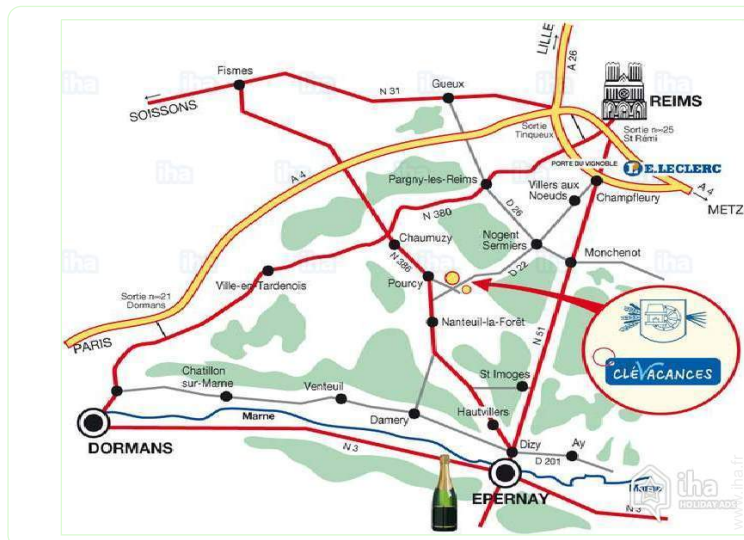 LILLE
A 26
Fismes
SOISSONS
N 31
Gueux
REIMS
Sortie
Tinqueux
Sortie n°25
St Rémi
PORTE DU VIGNOBLE
E.LECLERC
A 4
METZ
A 4
Pargny-les-Reims
Villers aux
Noeuds
Champfleury
N 380
D 26
Chaumuzy
Nogent
Sermiers
Monchenot
N 386
D 22
Pourcy
Ville-en-Tardenois
Sortie n°21
Dormans
PARIS
Nanteuil-la-Forêt
N 51
CLÉVACANCES
Chatillon
sur-Marne
Venteuil
St Imoges
Marne
Damery
Hautvillers
DORMANS
N 3
Dizy
Ay
D 201
EPERNAY
Marne
N 3
iha
HOLIDAY ADS
www.iha.fr